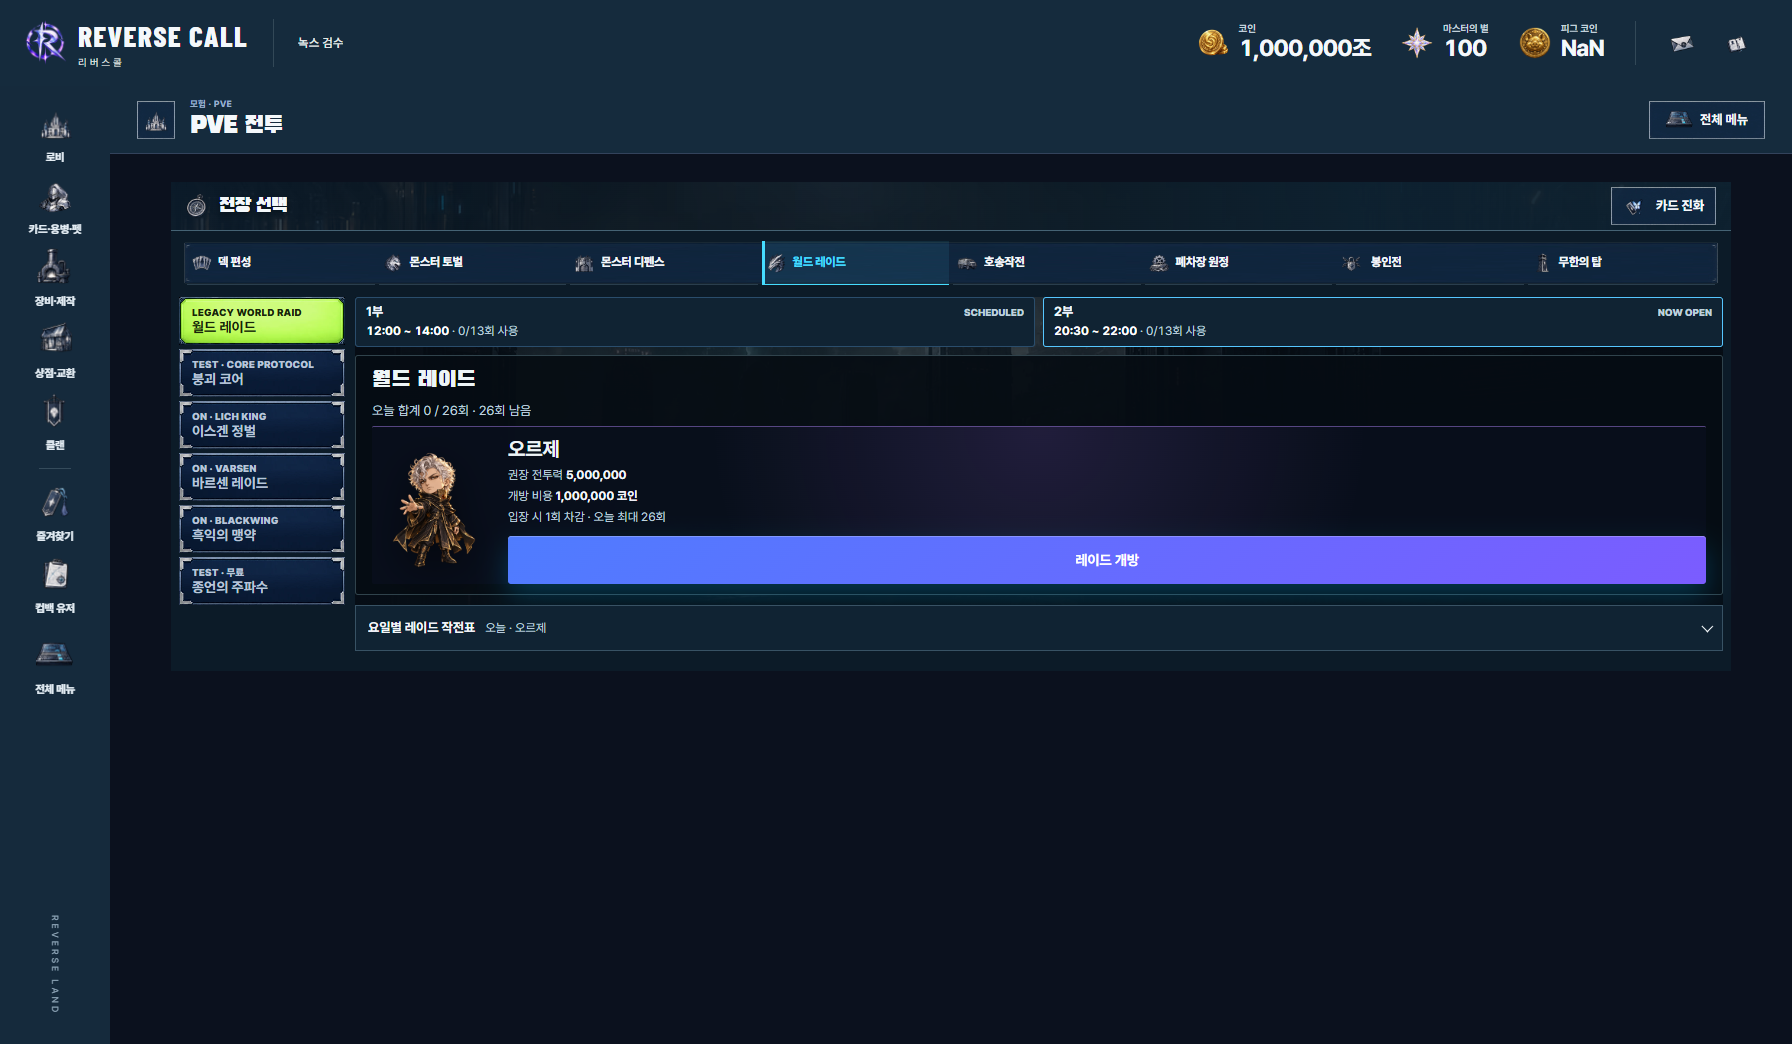 REVERSE CALL
리버스콜
녹스 검수
코인
1,000,000조
마스터의 별
100
피그 코인
NaN
모험 · PVE
PVE 전투
전체 메뉴
로비
카드·용병·펫
장비·제작
상점·교환
클랜
즐겨찾기
컴백 유저
전체 메뉴
REVERSE LAND
전장 선택
카드 진화
덱 편성
몬스터 토벌
몬스터 디펜스
월드 레이드
호송작전
폐차장 원정
봉인전
무한의 탑
LEGACY WORLD RAID
월드 레이드
TEST · CORE PROTOCOL
붕괴 코어
ON · LICH KING
이스겐 정벌
ON · VARSEN
바르센 레이드
ON · BLACKWING
흑익의 맹약
TEST · 무료
종언의 주파수
1부
SCHEDULED
12:00 ~ 14:00 · 0/13회 사용
2부
NOW OPEN
20:30 ~ 22:00 · 0/13회 사용
월드 레이드
오늘 합계 0 / 26회 · 26회 남음
오르제
권장 전투력 5,000,000
개방 비용 1,000,000 코인
입장 시 1회 차감 · 오늘 최대 26회
레이드 개방
요일별 레이드 작전표 오늘 · 오르제